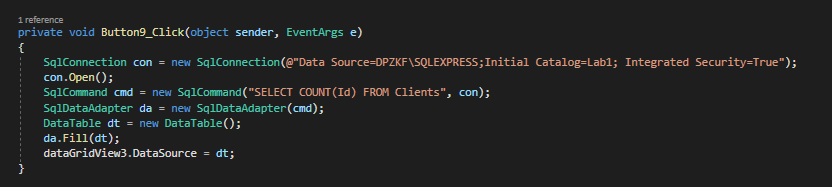 1 reference
private void Button9_Click(object sender, EventArgs e)
{
SqlConnection con = new SqlConnection(@"Data Source=DPZKF\SQLEXPRESS;Initial Catalog=Lab1; Integrated Security=True");
con.Open();
SqlCommand cmd = new SqlCommand("SELECT COUNT(Id) FROM Clients", con);
SqlDataAdapter da = new SqlDataAdapter(cmd);
DataTable dt = new DataTable();
da.Fill(dt);
dataGridView3.DataSource = dt;
}